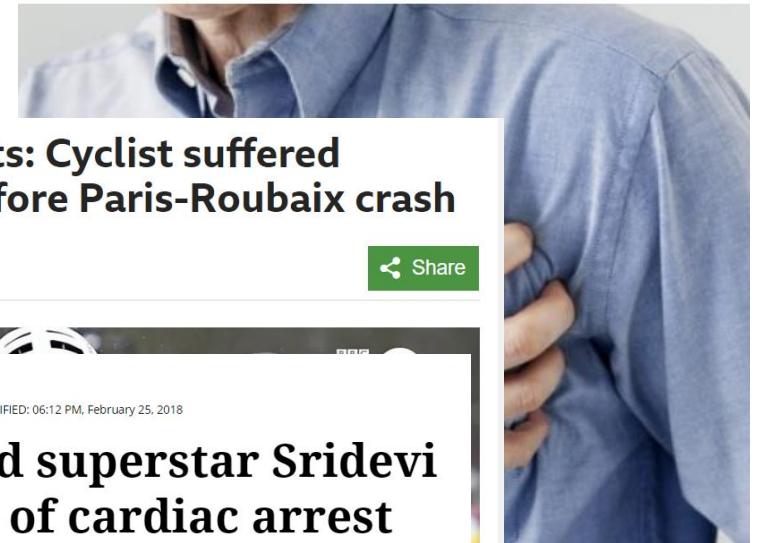 ts: Cyclist suffered
fore Paris-Roubaix crash
Share
IFIED: 06:12 PM, February 25, 2018
d superstar Sridevi
of cardiac arrest